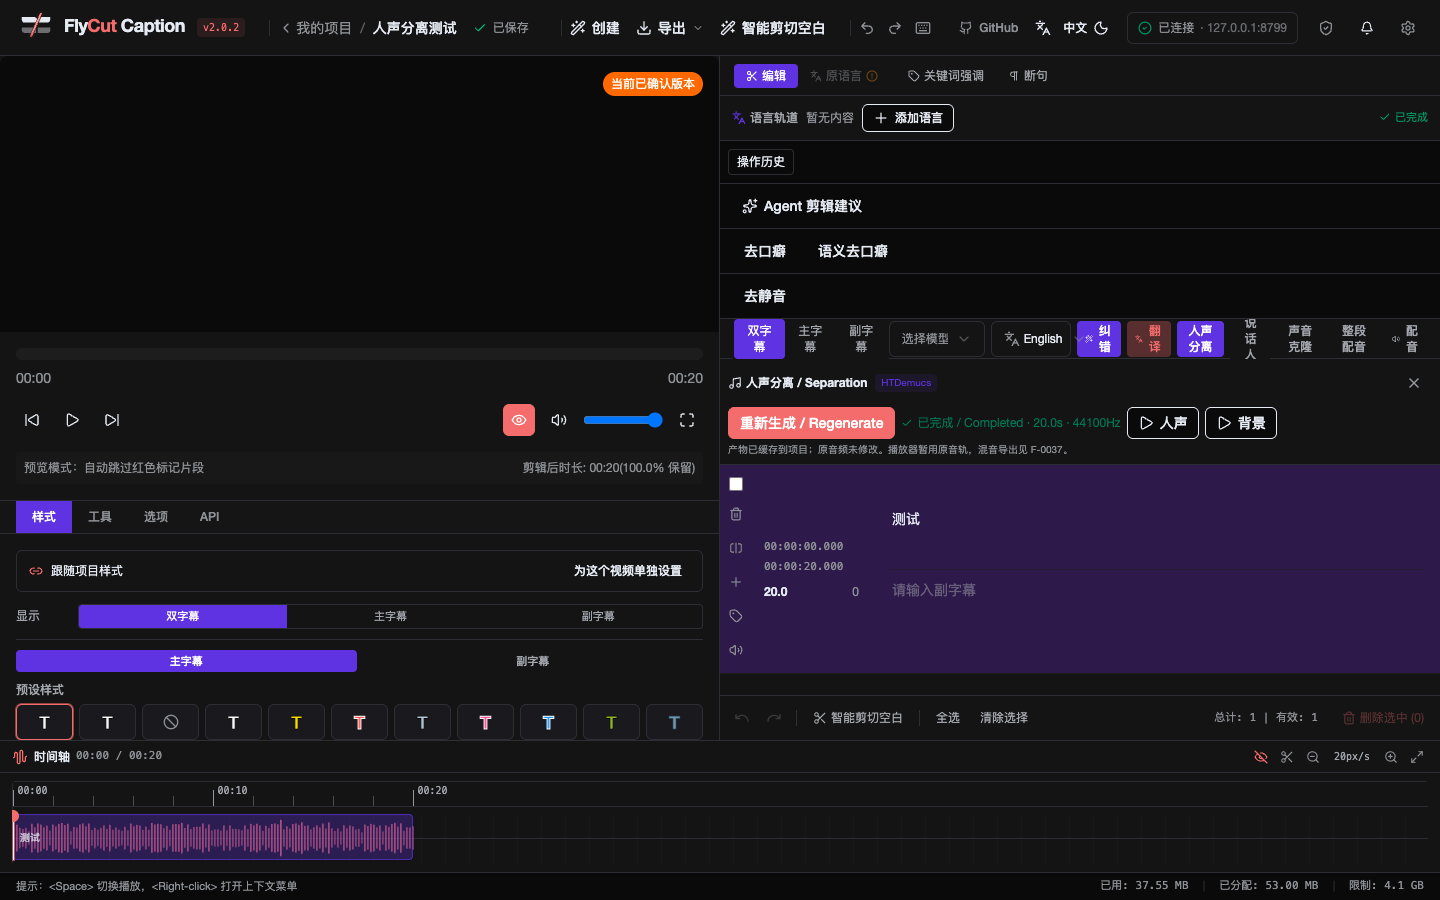 FlyCut Caption v2.0.2 我的项目 / 人声分离测试 已保存 创建 导出 智能剪切空白 GitHub 中文 已连接 · 127.0.0.1:8799
当前已确认版本
00:00 00:20
预览模式：自动跳过红色标记片段 剪辑后时长: 00:20(100.0% 保留)
样式 工具 选项 API
跟随项目样式 为这个视频单独设置
显示 双字幕 主字幕 副字幕
主字幕 副字幕
预设样式
T T T T T T T T T T
编辑 原语言 关键词强调 断句
语言轨道 暂无内容 添加语言 已完成
操作历史
Agent 剪辑建议
去口癖 语义去口癖
去静音
双字幕 主字幕 副字幕 选择模型 English 纠错 翻译 人声分离 说话人 声音克隆 整段配音 配音
人声分离 / Separation HTDemucs
重新生成 / Regenerate 已完成 / Completed · 20.0s · 44100Hz 人声 背景
产物已缓存到项目；原音频未修改。播放器暂用原音轨，混音导出见 F-0037。
测试
00:00:00.000
00:00:20.000
20.0 0
请输入副字幕
智能剪切空白 全选 清除选择 总计: 1 | 有效: 1 删除选中 (0)
时间轴 00:00 / 00:20 20px/s
00:00 00:10 00:20
测试
提示: <Space> 切换播放, <Right-click> 打开上下文菜单 已用: 37.55 MB 已分配: 53.00 MB 限制: 4.1 GB